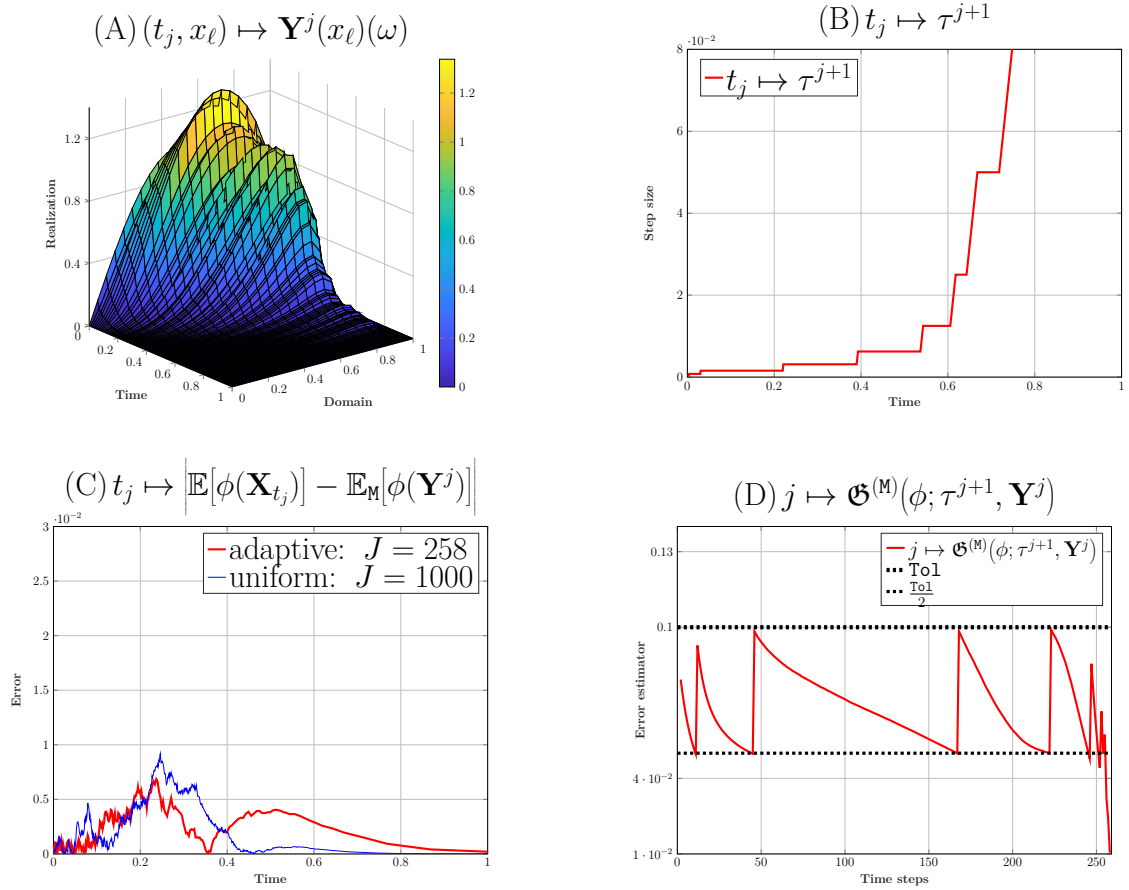 (A) (t_j, x_ℓ) ↦ Y^j(x_ℓ)(ω)
1.2
0.8
0.4
0
Realization
0
0.2
0.4
0.6
0.8
1
Time
0
0.2
0.4
0.6
0.8
1
Domain
1.2
1
0.8
0.6
0.4
0.2
0
(B) t_j ↦ τ^{j+1}
8 ·10^{-2}
6
4
2
0
Step size
t_j ↦ τ^{j+1}
0
0.2
0.4
0.6
0.8
1
Time
(C) t_j ↦ |𝔼[φ(X_{t_j})] − 𝔼_M[φ(Y^j)]|
3 ·10^{-2}
2.5
2
1.5
1
0.5
0
Error
adaptive: J = 258
uniform: J = 1000
0
0.2
0.4
0.6
0.8
1
Time
(D) j ↦ 𝕲^{(M)}(ϕ; τ^{j+1}, Y^j)
0.13
0.1
4 · 10^{-2}
1 · 10^{-2}
Error estimator
j ↦ 𝕲^{(M)}(ϕ; τ^{j+1}, Y^j)
Tol
Tol/2
0
50
100
150
200
250
Time steps